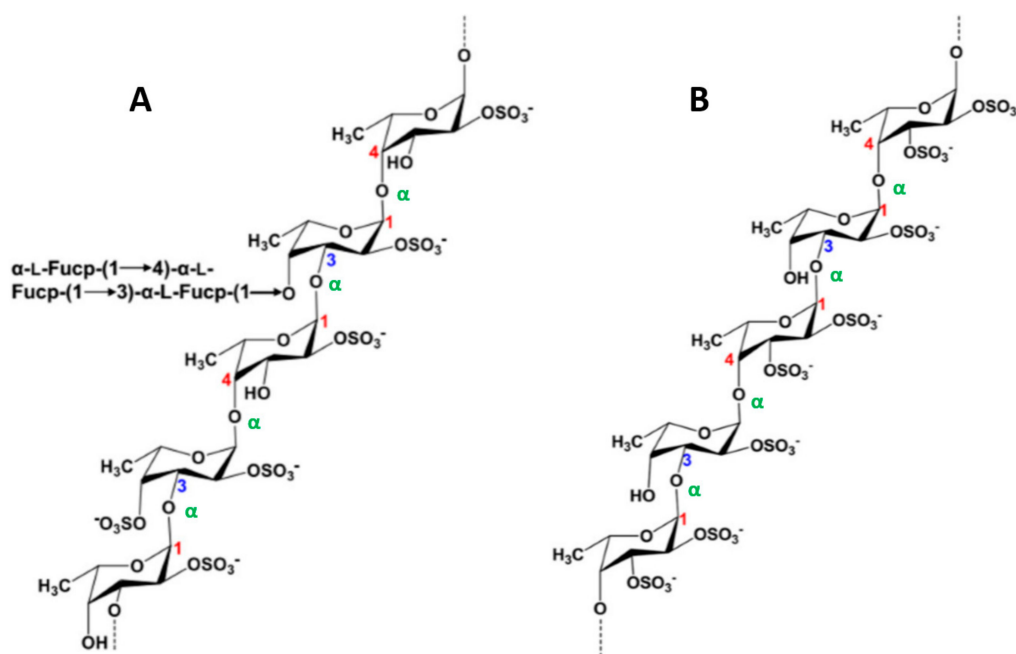 A
O
O
OSO₃⁻
H₃C
4
HO
O α
O 1
H₃C
OSO₃⁻
3
α-L-Fucp-(1→4)-α-L-
Fucp-(1→3)-α-L-Fucp-(1→O
O α
1
O
OSO₃⁻
H₃C
4
HO
O α
O
H₃C
OSO₃⁻
3
⁻O₃SO
O α
1
O
OSO₃⁻
H₃C
O
OH
B
O
O
OSO₃⁻
H₃C
4
OSO₃⁻
O α
1
O
H₃C
OSO₃⁻
3
OH
O α
1
O
OSO₃⁻
H₃C
4
OSO₃⁻
O α
O
H₃C
OSO₃⁻
3
HO
O α
1
O
OSO₃⁻
H₃C
OSO₃⁻
O